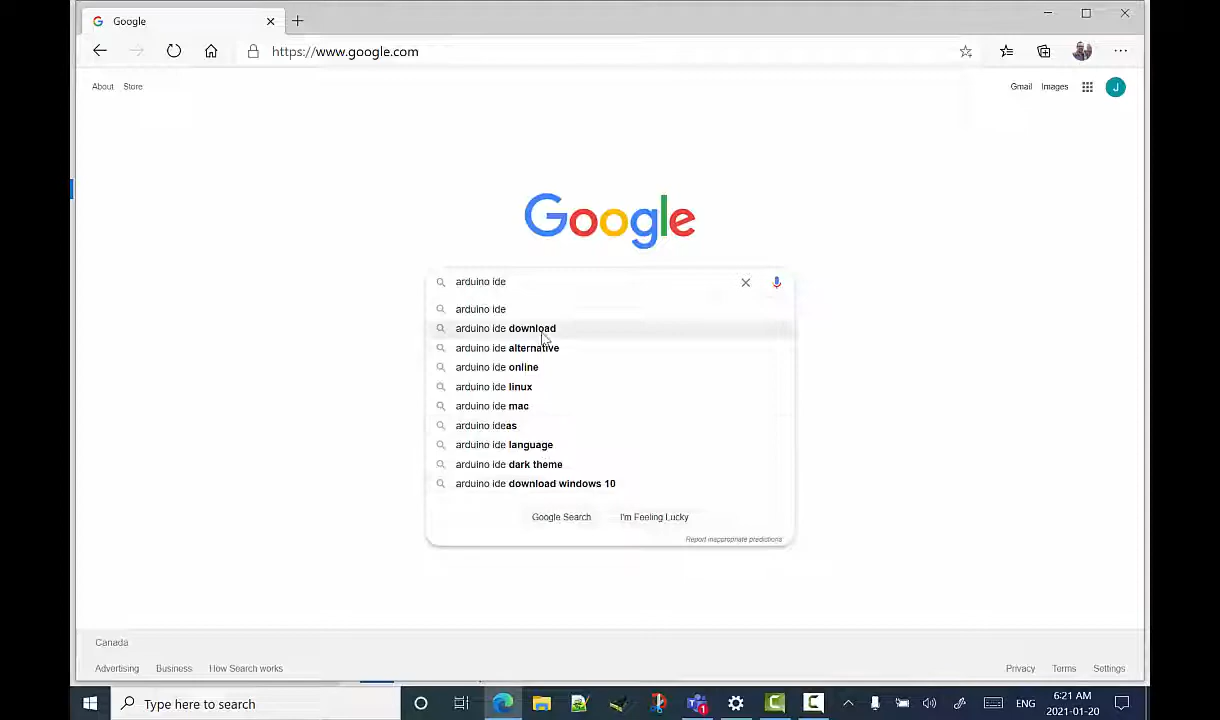 Google
https://www.google.com
About Store
Gmail Images J
Google
arduino ide
arduino ide
arduino ide download
arduino ide alternative
arduino ide online
arduino ide linux
arduino ide mac
arduino ideas
arduino ide language
arduino ide dark theme
arduino ide download windows 10
Google Search I'm Feeling Lucky
Report inappropriate predictions
Canada
Advertising Business How Search works Privacy Terms Settings
Type here to search
1
ENG
6:21 AM
2021-01-20